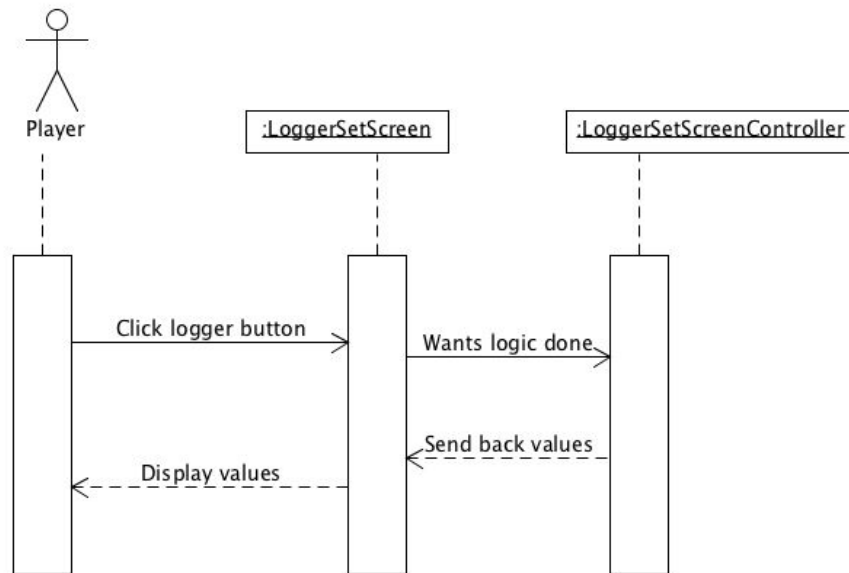 Player
:LoggerSetScreen
:LoggerSetScreenController
Click logger button
Wants logic done
Send back values
Display values